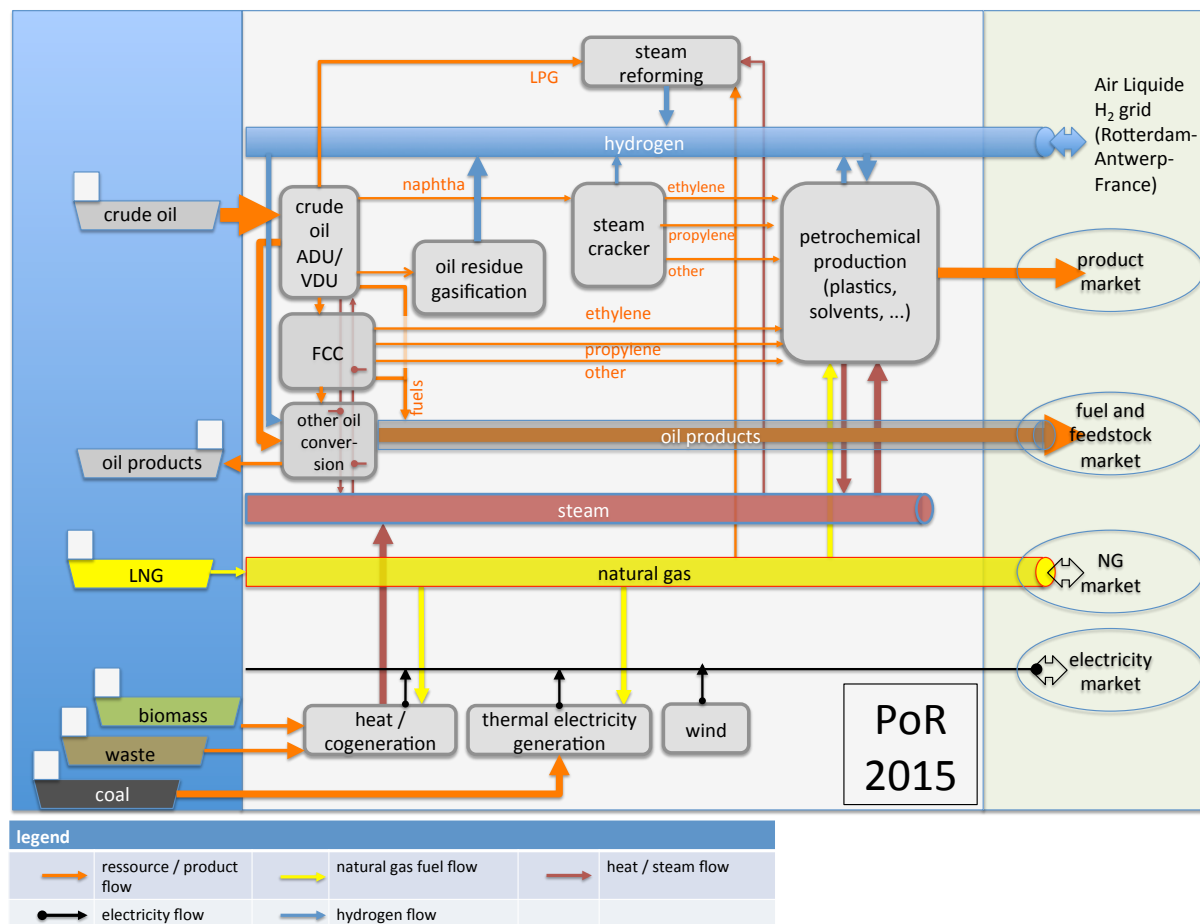 steam
reforming
LPG
Air Liquide
H₂ grid
(Rotterdam-
Antwerp-
France)
hydrogen
naphtha
ethylene
crude oil
crude
oil
ADU/
VDU
steam
cracker
propylene
other
oil residue
gasification
petrochemical
production
(plastics,
solvents, ...)
product
market
ethylene
FCC
propylene
other
fuels
other oil
conver-
sion
oil products
fuel and
feedstock
market
oil products
steam
LNG
natural gas
NG
market
electricity
market
biomass
heat /
cogeneration
thermal electricity
generation
wind
PoR
2015
waste
coal
legend
ressource / product
flow
natural gas fuel flow
heat / steam flow
electricity flow
hydrogen flow